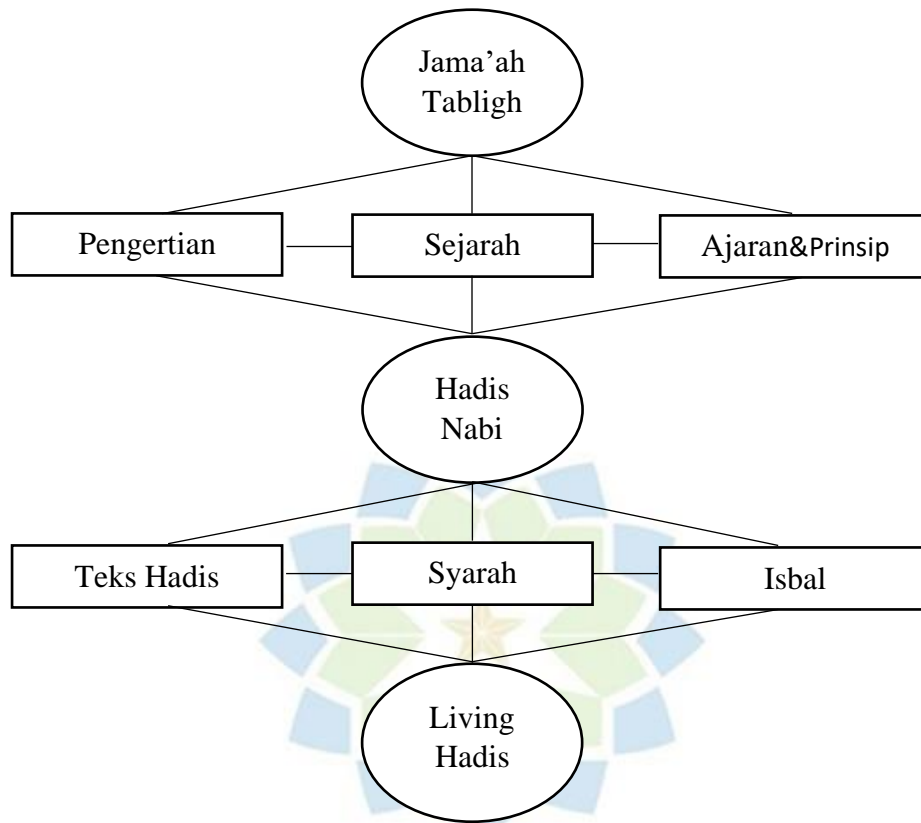 Jama’ah
Tabligh
Pengertian
Sejarah
Ajaran&Prinsip
Hadis
Nabi
Teks Hadis
Syarah
Isbal
Living
Hadis